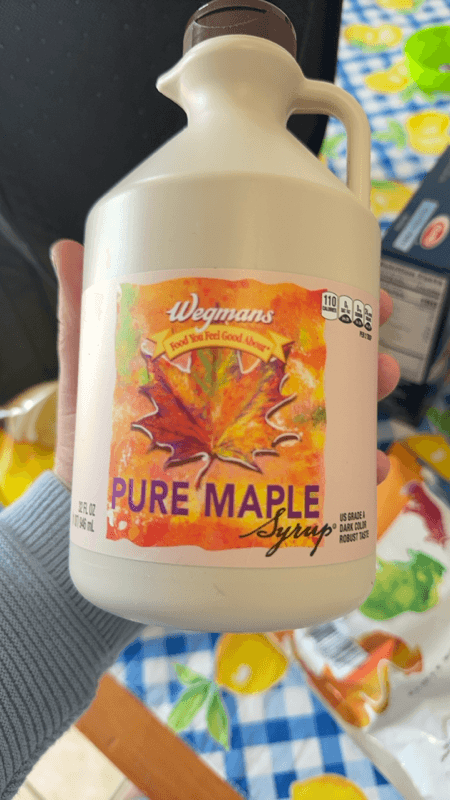 Wegmans
Food You Feel Good About
110
CALORIES
PURE MAPLE
Syrup
32 FL OZ
946 mL
US GRADE A
DARK COLOR
ROBUST TASTE